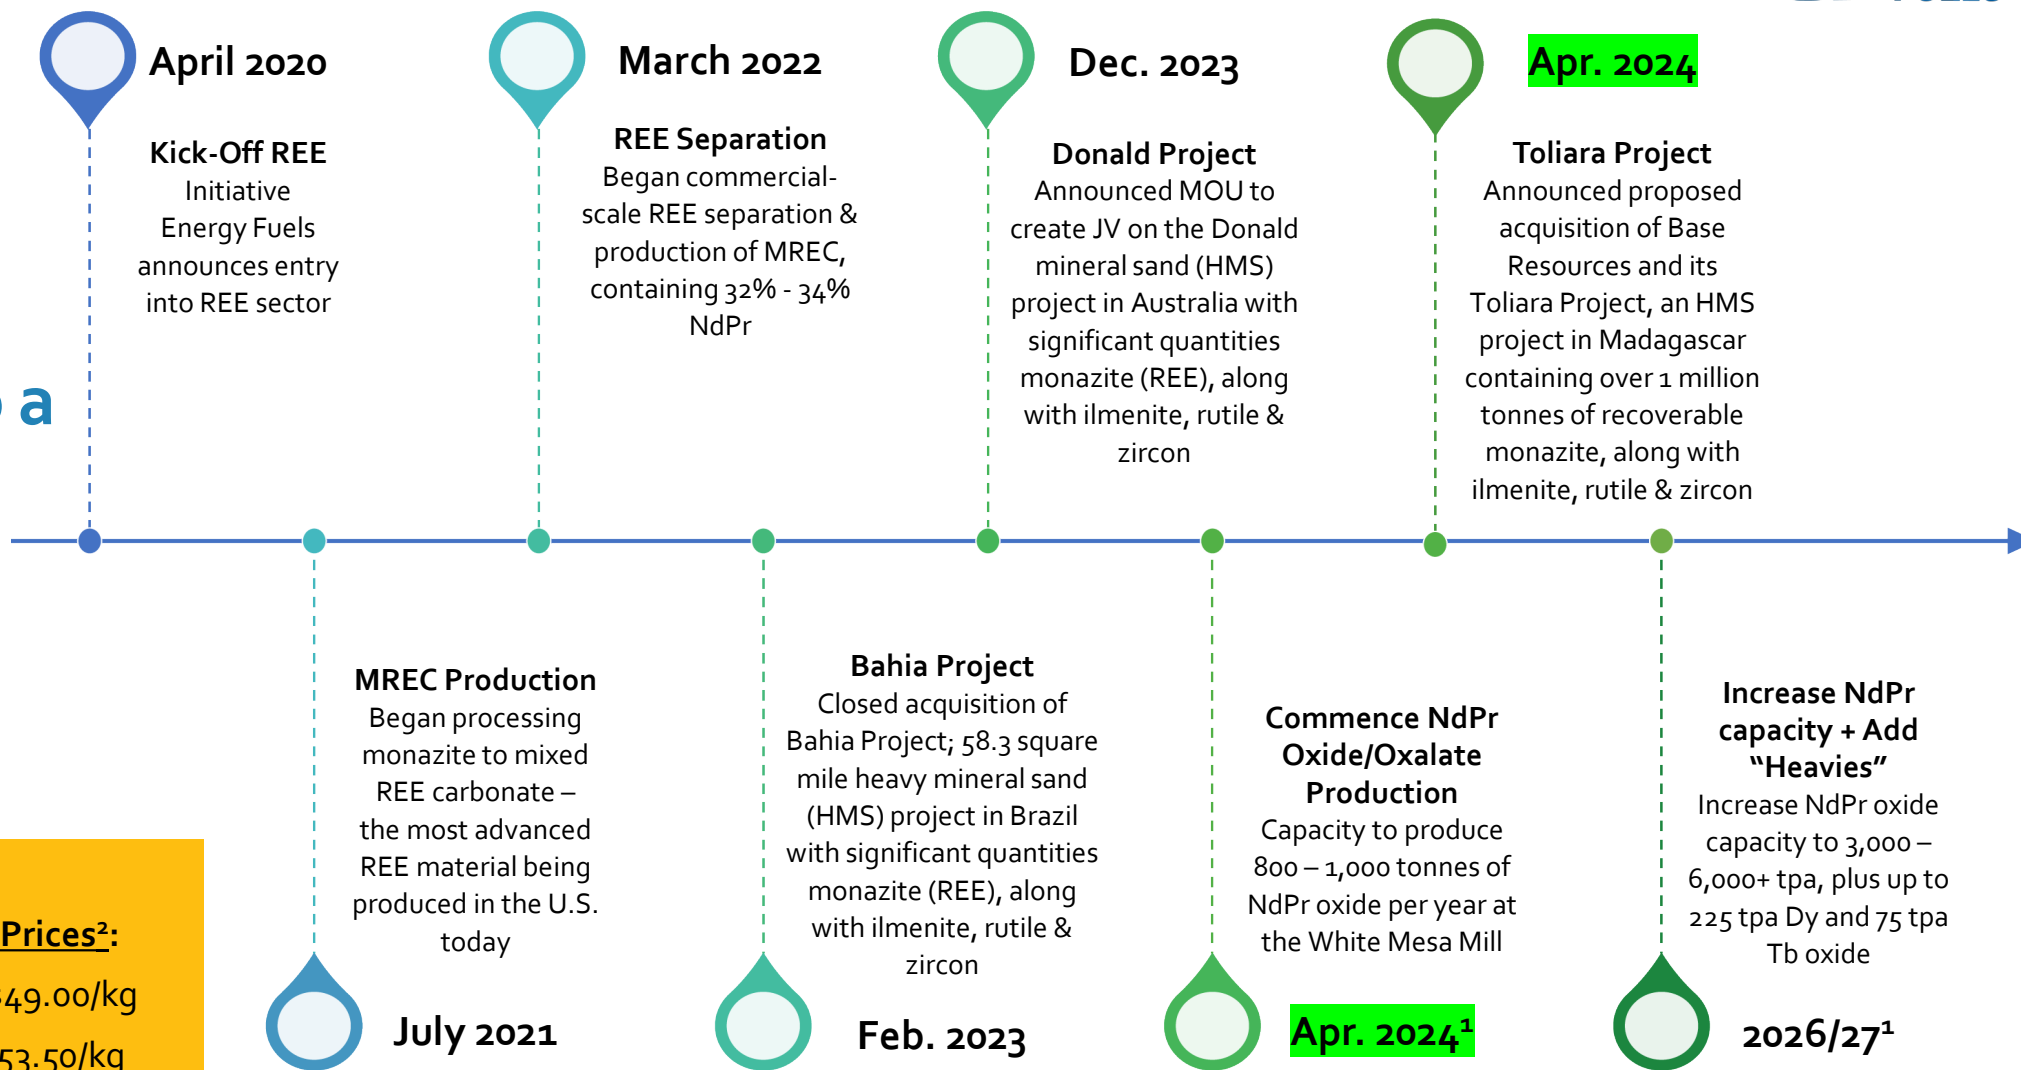 April 2020
Kick-Off REE
Initiative
Energy Fuels
announces entry
into REE sector
March 2022
REE Separation
Began commercial-
scale REE separation &
production of MREC,
containing 32% - 34%
NdPr
Dec. 2023
Donald Project
Announced MOU to
create JV on the Donald
mineral sand (HMS)
project in Australia with
significant quantities
monazite (REE), along
with ilmenite, rutile &
zircon
Apr. 2024
Toliara Project
Announced proposed
acquisition of Base
Resources and its
Toliara Project, an HMS
project in Madagascar
containing over 1 million
tonnes of recoverable
monazite, along with
ilmenite, rutile & zircon
a
MREC Production
Began processing
monazite to mixed
REE carbonate –
the most advanced
REE material being
produced in the U.S.
today
July 2021
Bahia Project
Closed acquisition of
Bahia Project; 58.3 square
mile heavy mineral sand
(HMS) project in Brazil
with significant quantities
monazite (REE), along
with ilmenite, rutile &
zircon
Feb. 2023
Commence NdPr
Oxide/Oxalate
Production
Capacity to produce
800 – 1,000 tonnes of
NdPr oxide per year at
the White Mesa Mill
Apr. 2024¹
Increase NdPr
capacity + Add
“Heavies”
Increase NdPr oxide
capacity to 3,000 –
6,000+ tpa, plus up to
225 tpa Dy and 75 tpa
Tb oxide
2026/27¹
Prices²:
49.00/kg
53.50/kg